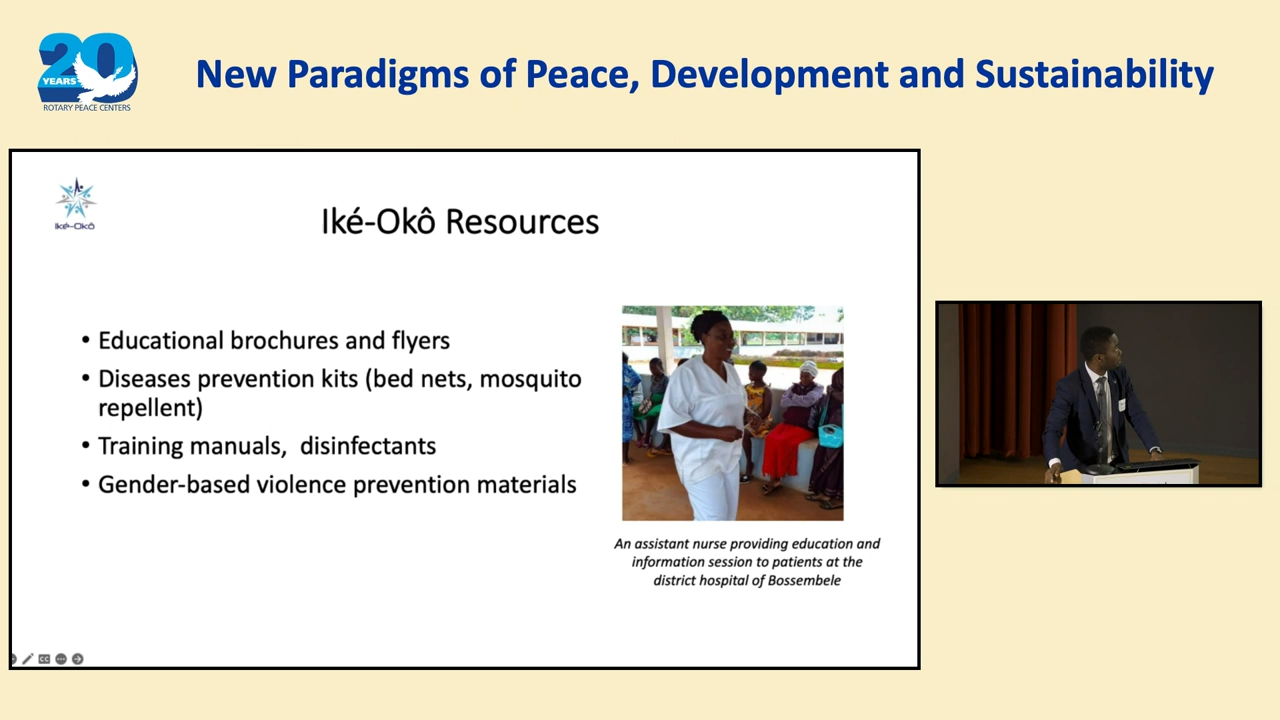 20
YEARS
ROTARY PEACE CENTERS
New Paradigms of Peace, Development and Sustainability
Iké-Okô
Iké-Okô Resources
• Educational brochures and flyers
• Diseases prevention kits (bed nets, mosquito
repellent)
• Training manuals,  disinfectants
• Gender-based violence prevention materials
An assistant nurse providing education and
information session to patients at the
district hospital of Bossembele
CC